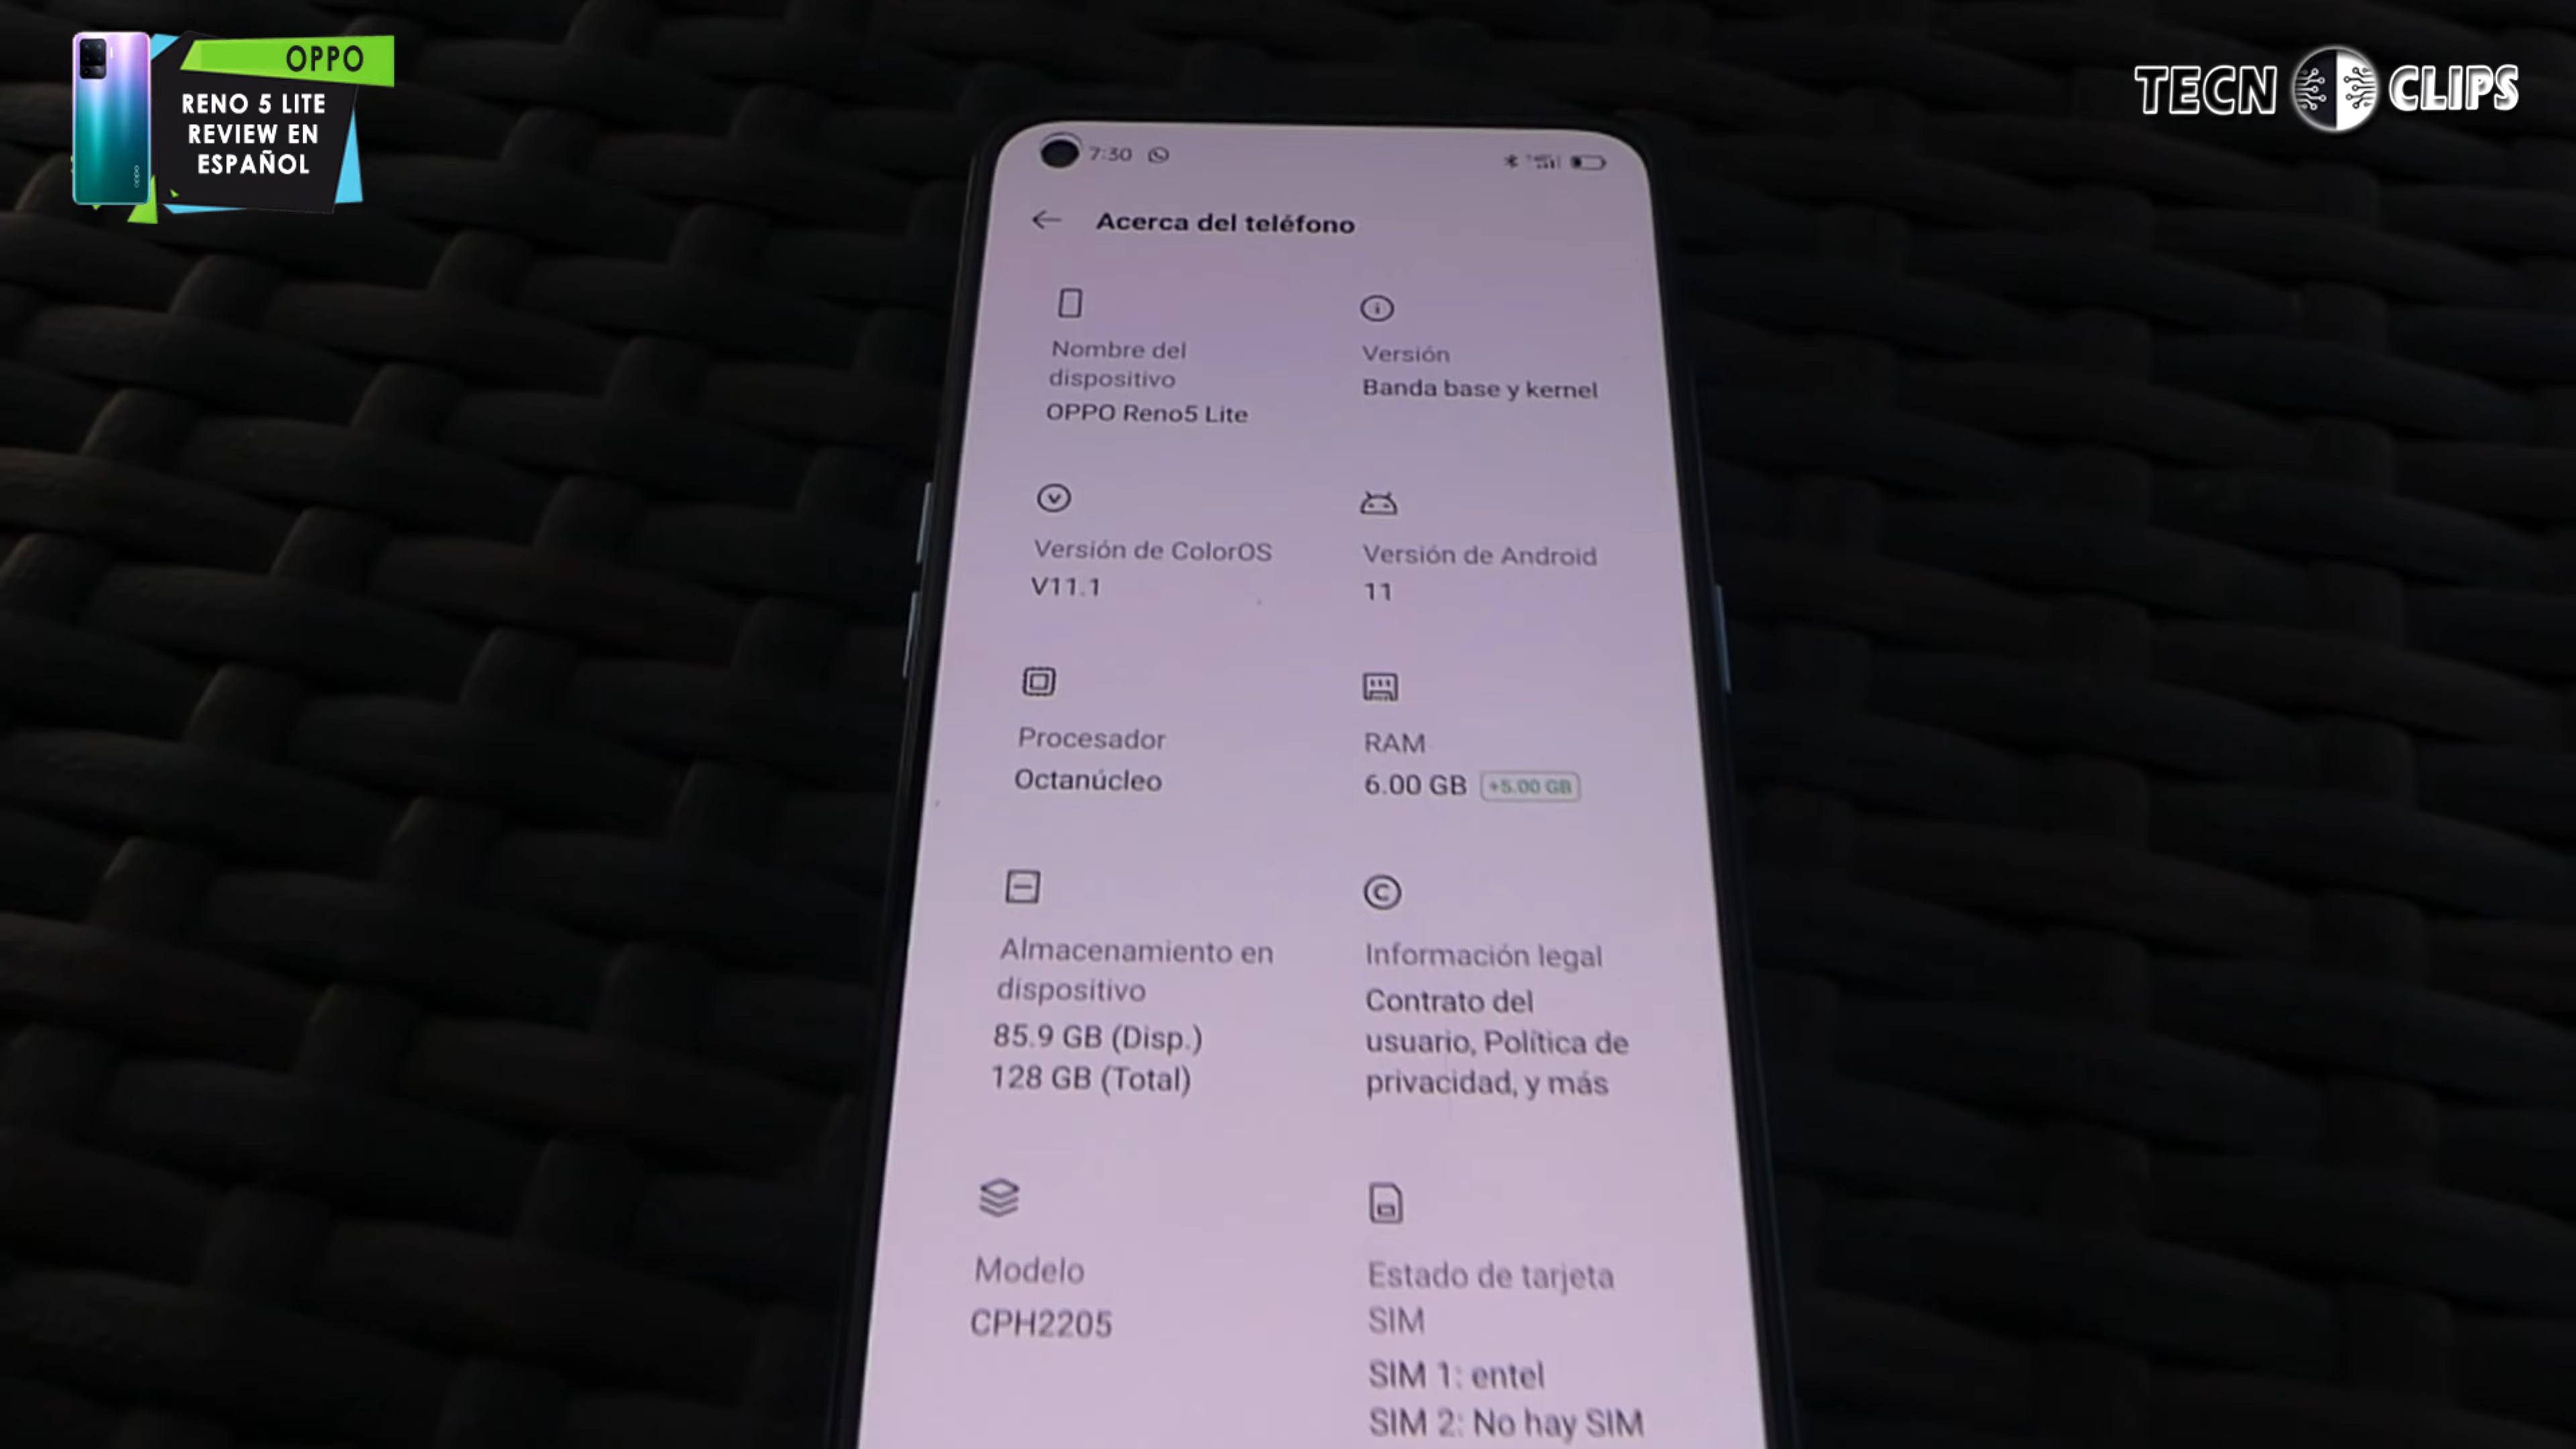 OPPO
RENO 5 LITE
REVIEW EN
ESPAÑOL
TECN CLIPS
7:30
Acerca del teléfono
Nombre del
dispositivo
OPPO Reno5 Lite
Versión
Banda base y kernel
Versión de ColorOS
V11.1
Versión de Android
11
Procesador
Octanúcleo
RAM
6.00 GB +5.00 GB
Almacenamiento en
dispositivo
85.9 GB (Disp.)
128 GB (Total)
Información legal
Contrato del
usuario, Política de
privacidad, y más
Modelo
CPH2205
Estado de tarjeta
SIM
SIM 1: entel
SIM 2: No hay SIM